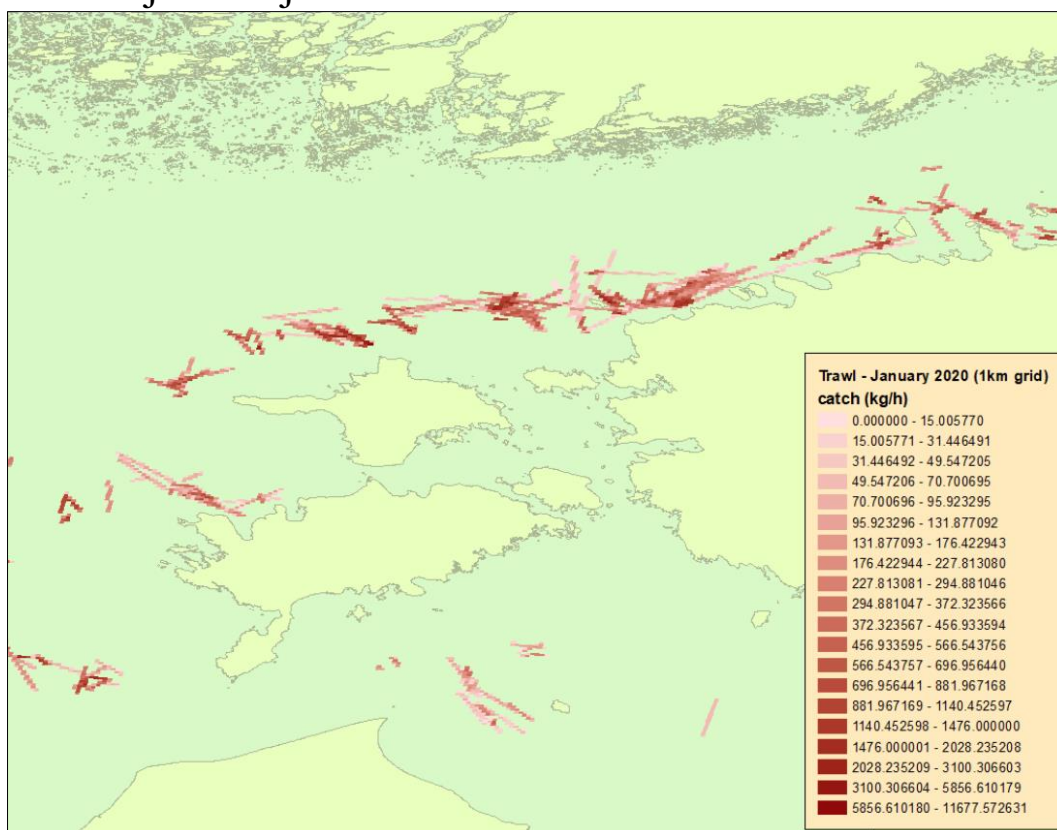 Trawl - January 2020 (1km grid)
catch (kg/h)
0.000000 - 15.005770
15.005771 - 31.446491
31.446492 - 49.547205
49.547206 - 70.700695
70.700696 - 95.923295
95.923296 - 131.877092
131.877093 - 176.422943
176.422944 - 227.813080
227.813081 - 294.881046
294.881047 - 372.323566
372.323567 - 456.933594
456.933595 - 566.543756
566.543757 - 696.956440
696.956441 - 881.967168
881.967169 - 1140.452597
1140.452598 - 1476.000000
1476.000001 - 2028.235208
2028.235209 - 3100.306603
3100.306604 - 5856.610179
5856.610180 - 11677.572631